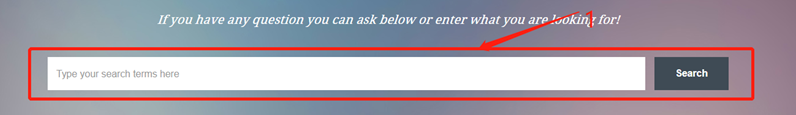 If you have any question you can ask below or enter what you are looking for!
1
Type your search terms here
Search